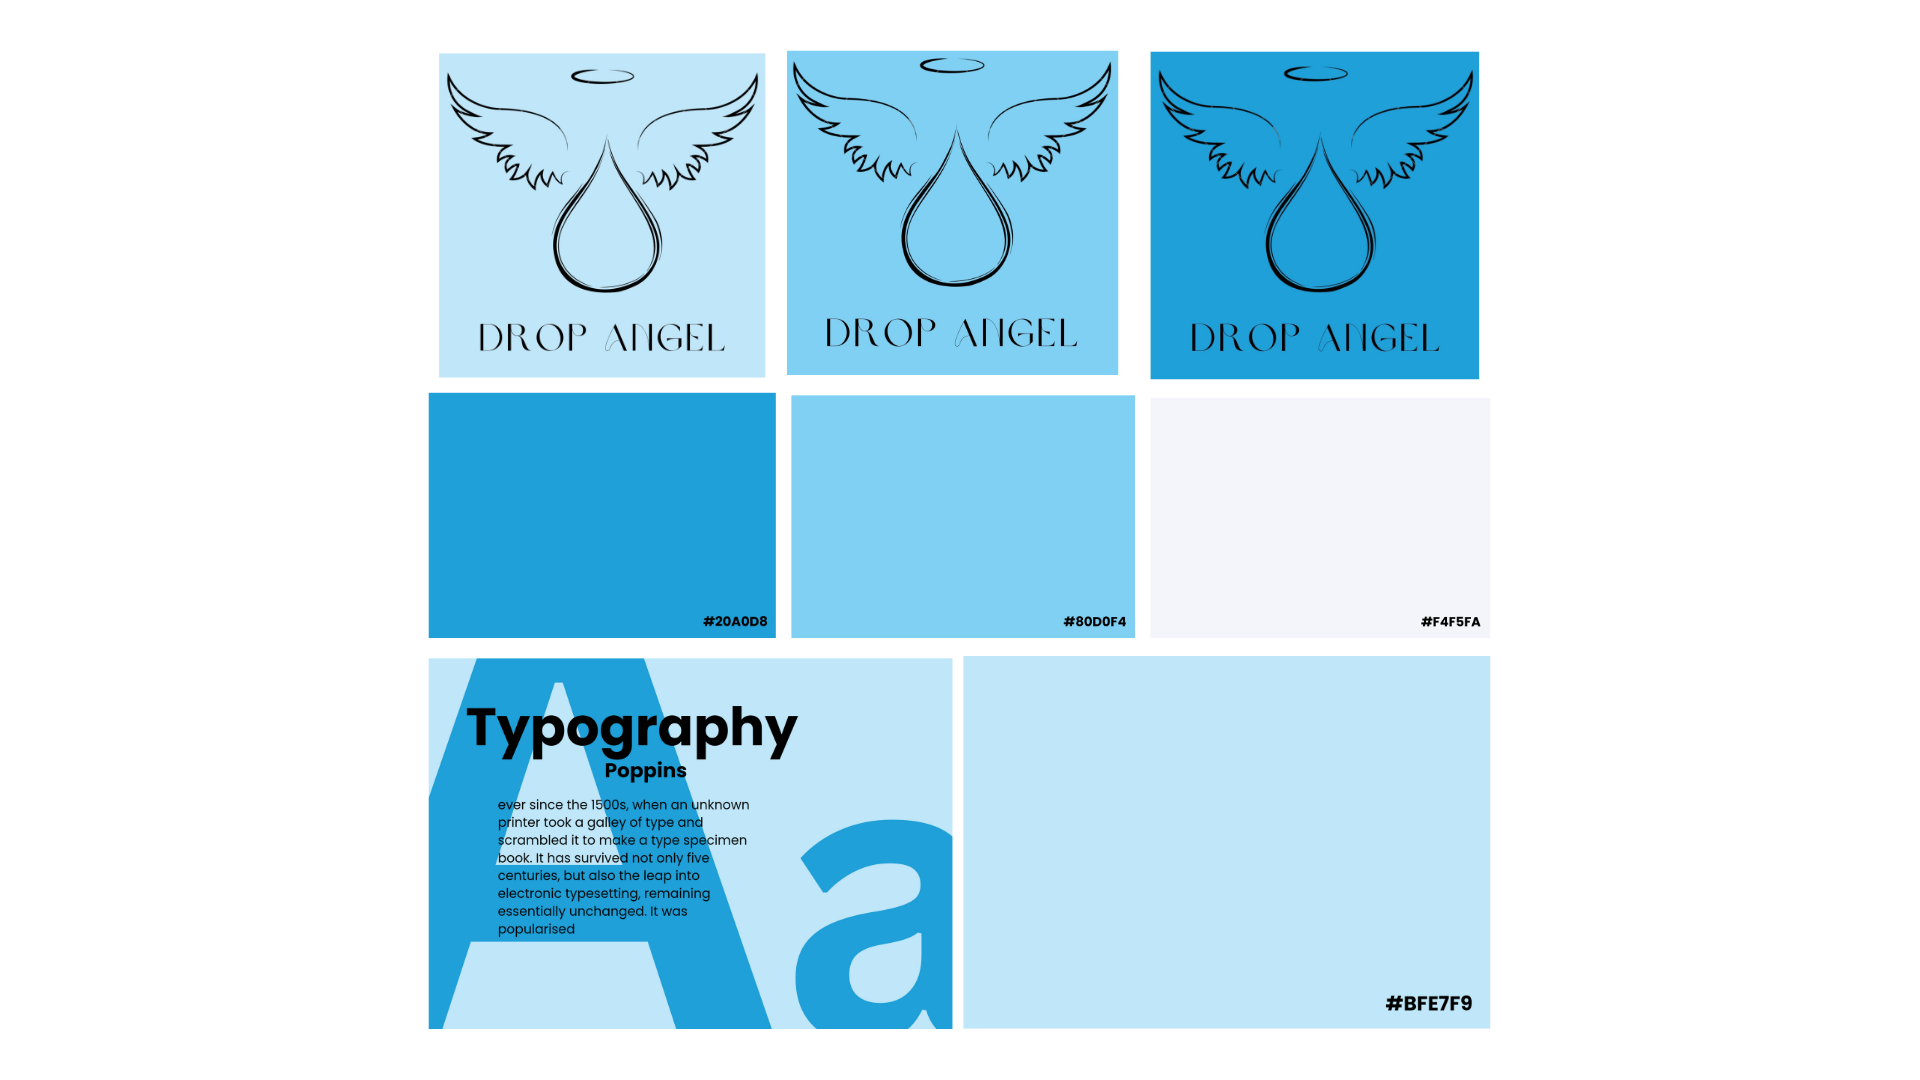 DROP ANGEL
DROP ANGEL
DROP ANGEL
#20A0D8
#80D0F4
#F4F5FA
Aa
Typography
Poppins
ever since the 1500s, when an unknown
printer took a galley of type and
scrambled it to make a type specimen
book. It has survived not only five
centuries, but also the leap into
electronic typesetting, remaining
essentially unchanged. It was
popularised
#BFE7F9